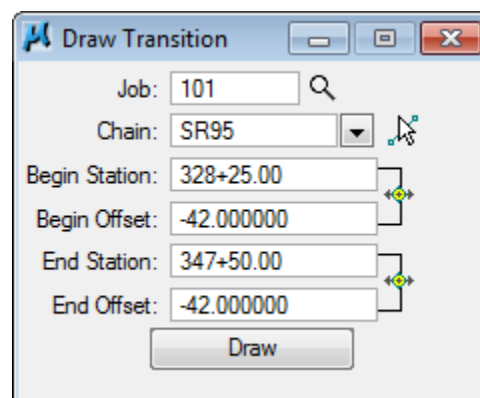 Draw Transition
Job: 101
Chain: SR95
Begin Station: 328+25.00
Begin Offset: -42.000000
End Station: 347+50.00
End Offset: -42.000000
Draw